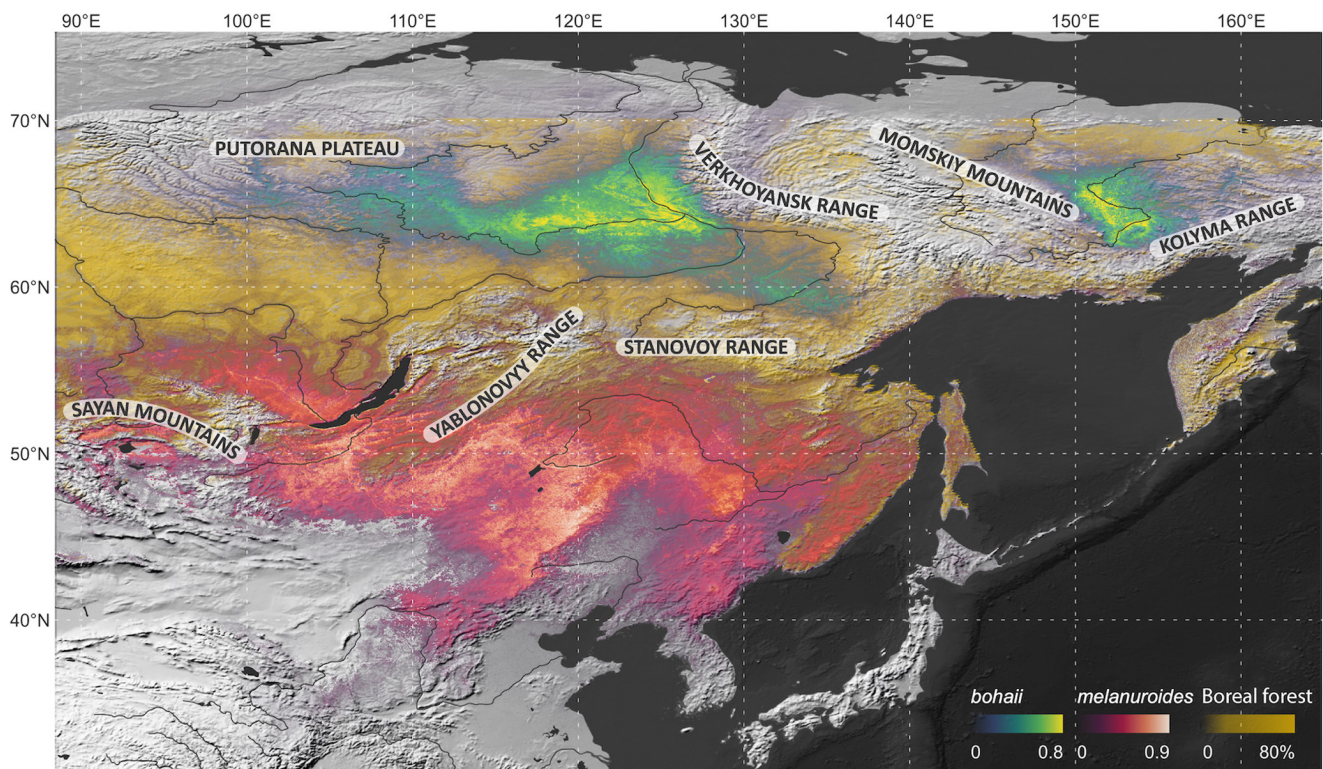 90°E 100°E 110°E 120°E 130°E 140°E 150°E 160°E
70°N
PUTORANA PLATEAU
VERKHOYANSK RANGE
MOMSKIY MOUNTAINS
KOLYMA RANGE
60°N
YABLONOVYY RANGE
STANOVOY RANGE
SAYAN MOUNTAINS
50°N
40°N
bohaii melanuroides Boreal forest
0 0.8 0 0.9 0 80%